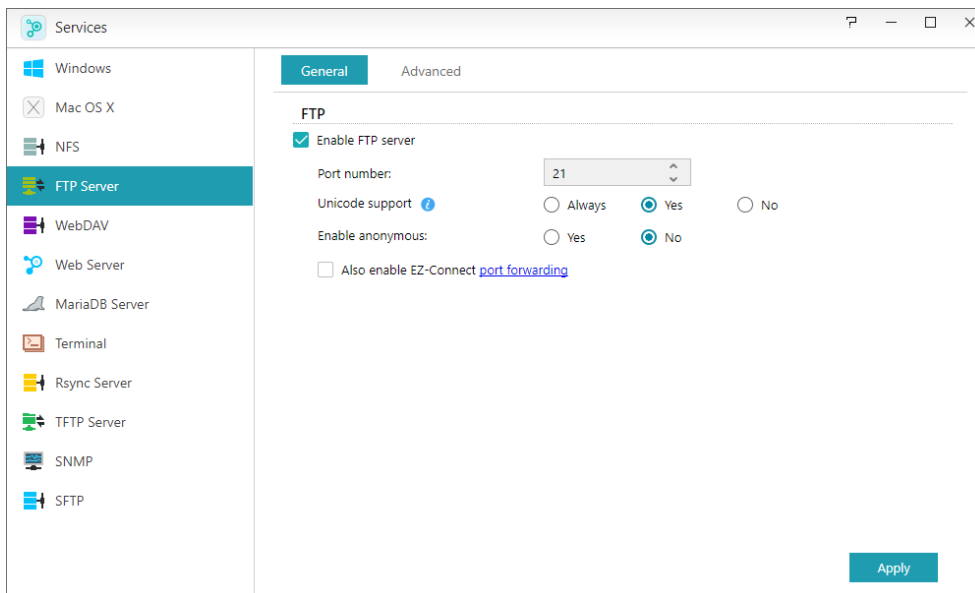 Services
Windows
Mac OS X
NFS
FTP Server
WebDAV
Web Server
MariaDB Server
Terminal
Rsync Server
TFTP Server
SNMP
SFTP
General Advanced
FTP
Enable FTP server
Port number: 21
Unicode support Always Yes No
Enable anonymous: Yes No
Also enable EZ-Connect port forwarding
Apply